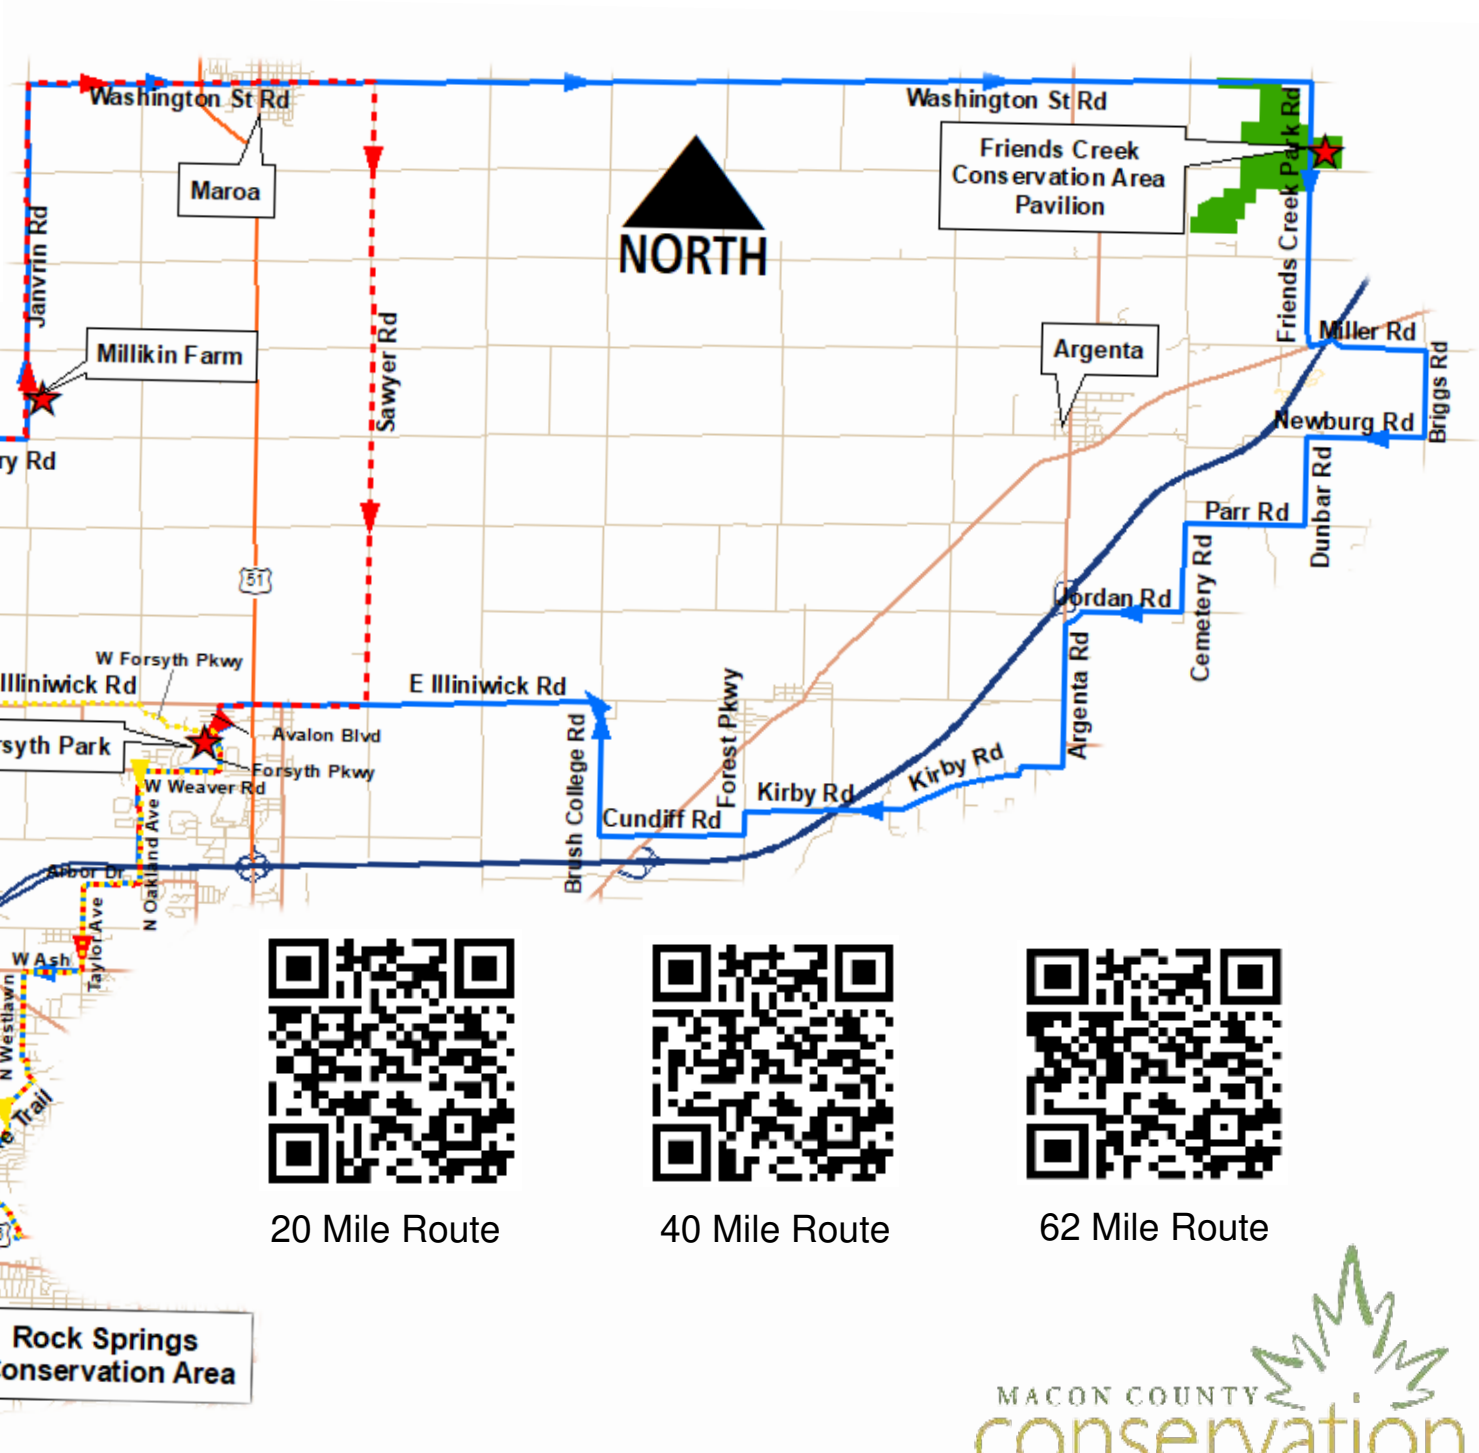 Washington St Rd
Washington St Rd
Friends Creek
Conservation Area
Pavilion
Friends Creek Park Rd
Maroa
NORTH
Janvrin Rd
Millikin Farm
Sawyer Rd
Argenta
Miller Rd
Briggs Rd
Newburg Rd
ry Rd
Dunbar Rd
Parr Rd
51
Cemetery Rd
Jordan Rd
W Forsyth Pkwy
Illiniwick Rd
E Illiniwick Rd
Argenta Rd
rsyth Park
Avalon Blvd
Forsyth Pkwy
W Weaver Rd
Brush College Rd
Forest Pkwy
Kirby Rd
Kirby Rd
Cundiff Rd
N Oakland Ave
Arbor Dr
Taylor Ave
W Ash
N Westlawn
e Trail
20 Mile Route
40 Mile Route
62 Mile Route
Rock Springs
onservation Area
MACON COUNTY
conservation